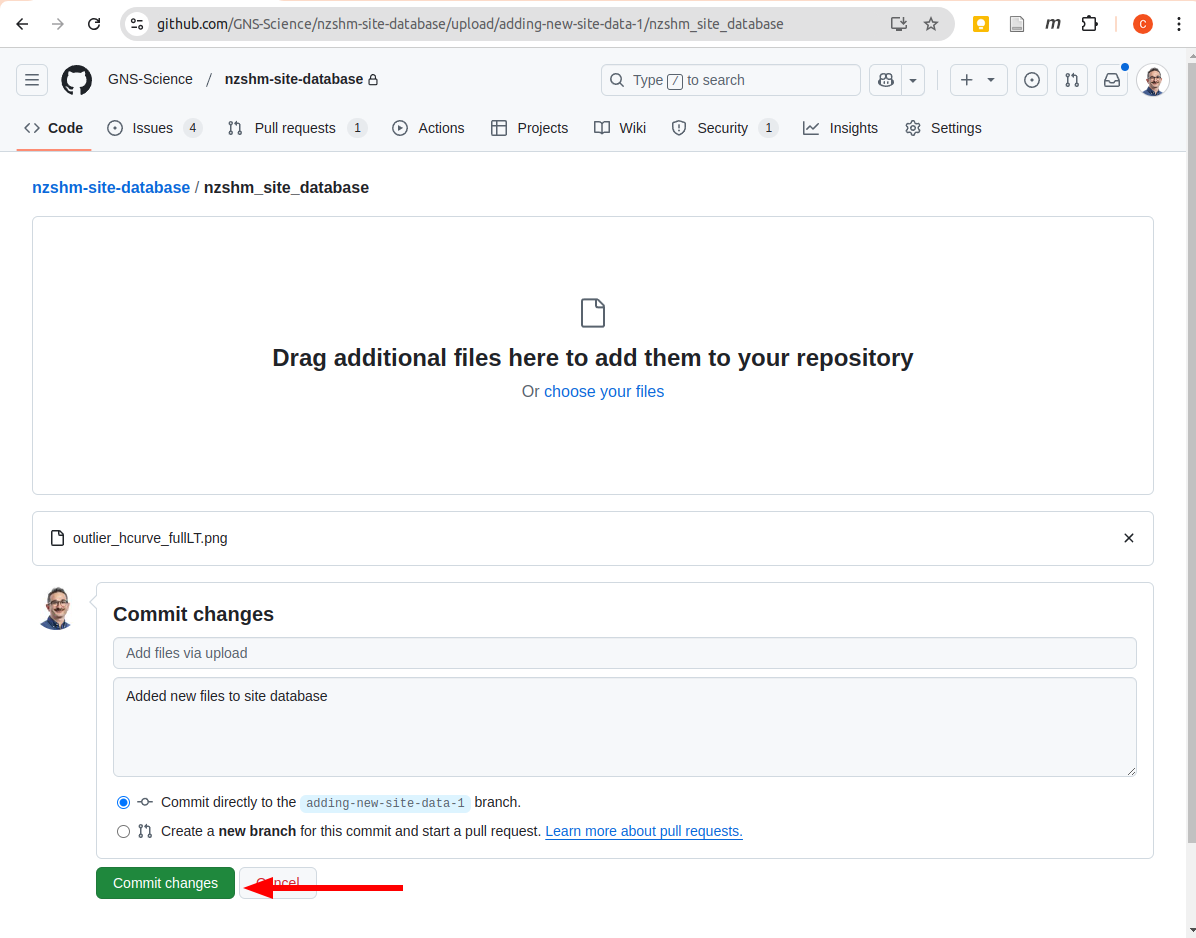 github.com/GNS-Science/nzshm-site-database/upload/adding-new-site-data-1/nzshm_site_database
m
C
GNS-Science / nzshm-site-database
Type / to search
Code
Issues 4
Pull requests 1
Actions
Projects
Wiki
Security 1
Insights
Settings
nzshm-site-database / nzshm_site_database
Drag additional files here to add them to your repository
Or choose your files
outlier_hcurve_fullLT.png
Commit changes
Add files via upload
Added new files to site database
Commit directly to the adding-new-site-data-1 branch.
Create a new branch for this commit and start a pull request. Learn more about pull requests.
Commit changes
Cancel